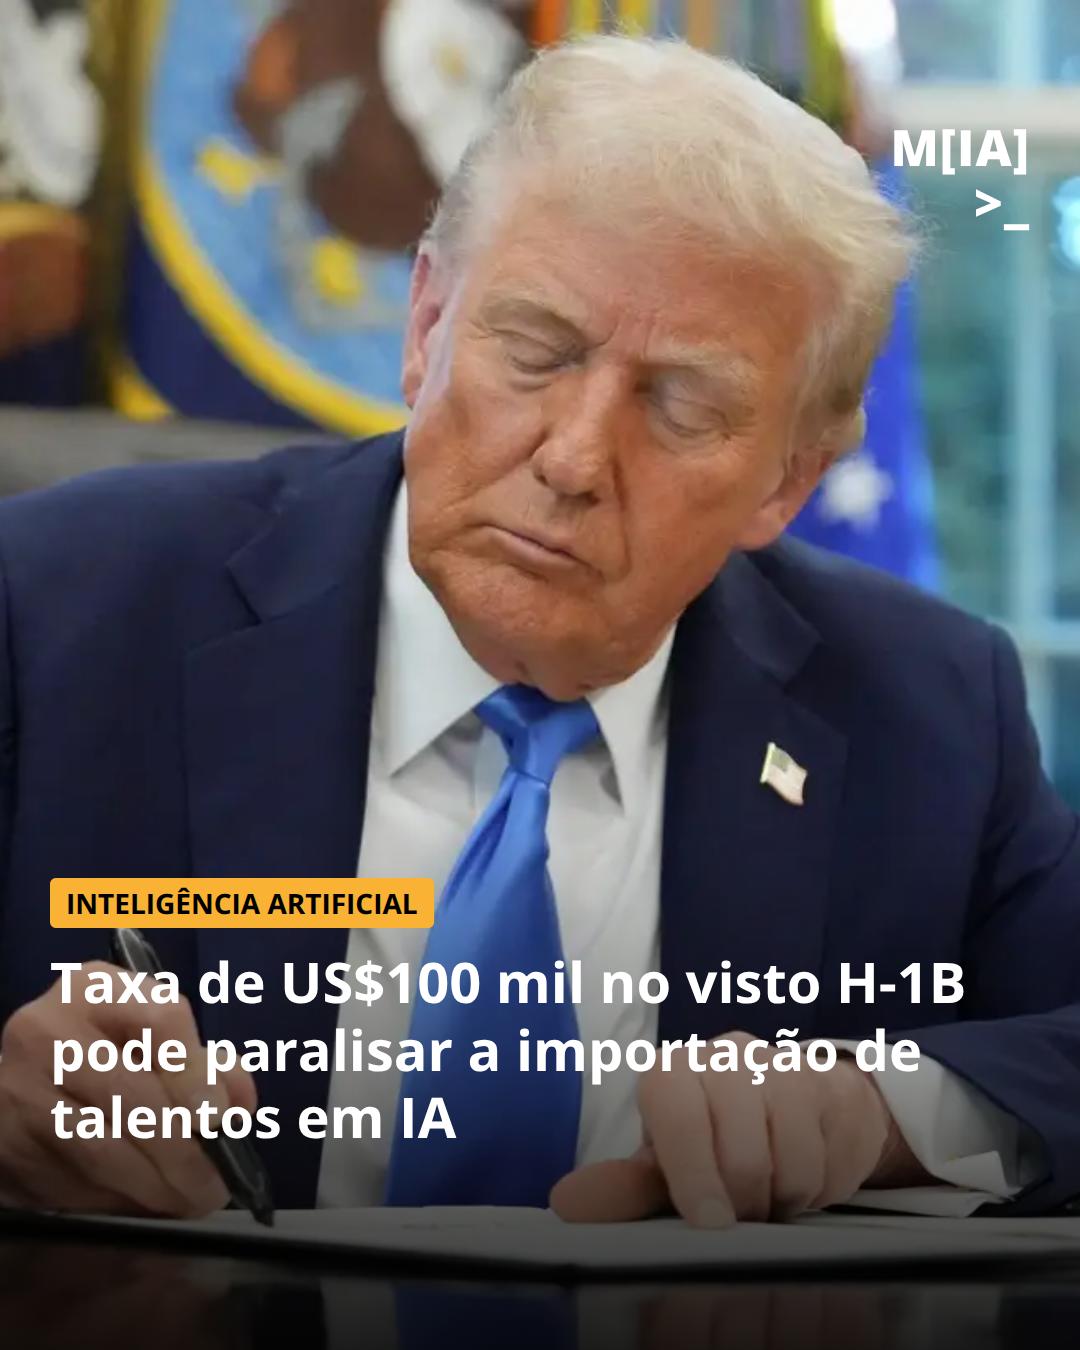 M[IA]
>_
INTELIGÊNCIA ARTIFICIAL
Taxa de US$100 mil no visto H-1B
pode paralisar a importação de
talentos em IA